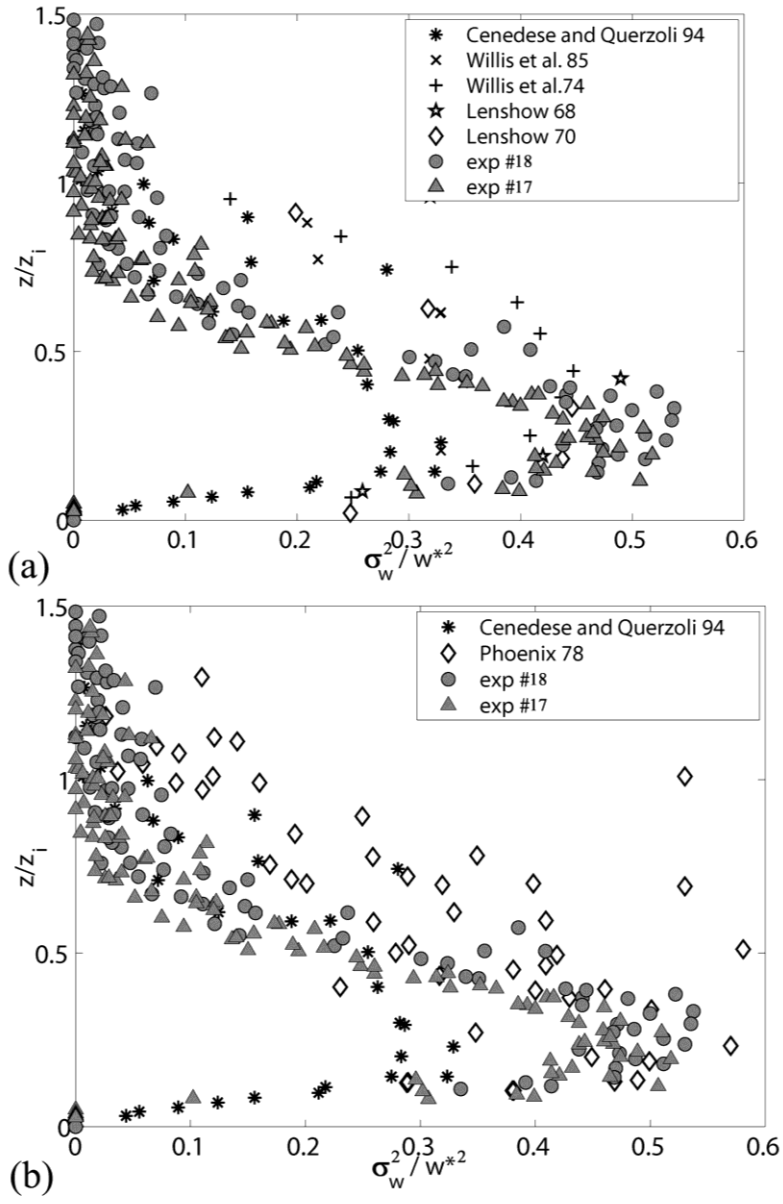 1.5
1
0.5
0
z/z_i
Cenedese and Querzoli 94
Willis et al. 85
Willis et al.74
Lenshow 68
Lenshow 70
exp #18
exp #17
0 0.1 0.2 0.3 0.4 0.5 0.6
σ_w^2 / w*^2
(a)
1.5
1
0.5
0
z/z_i
Cenedese and Querzoli 94
Phoenix 78
exp #18
exp #17
0 0.1 0.2 0.3 0.4 0.5 0.6
σ_w^2 / w*^2
(b)